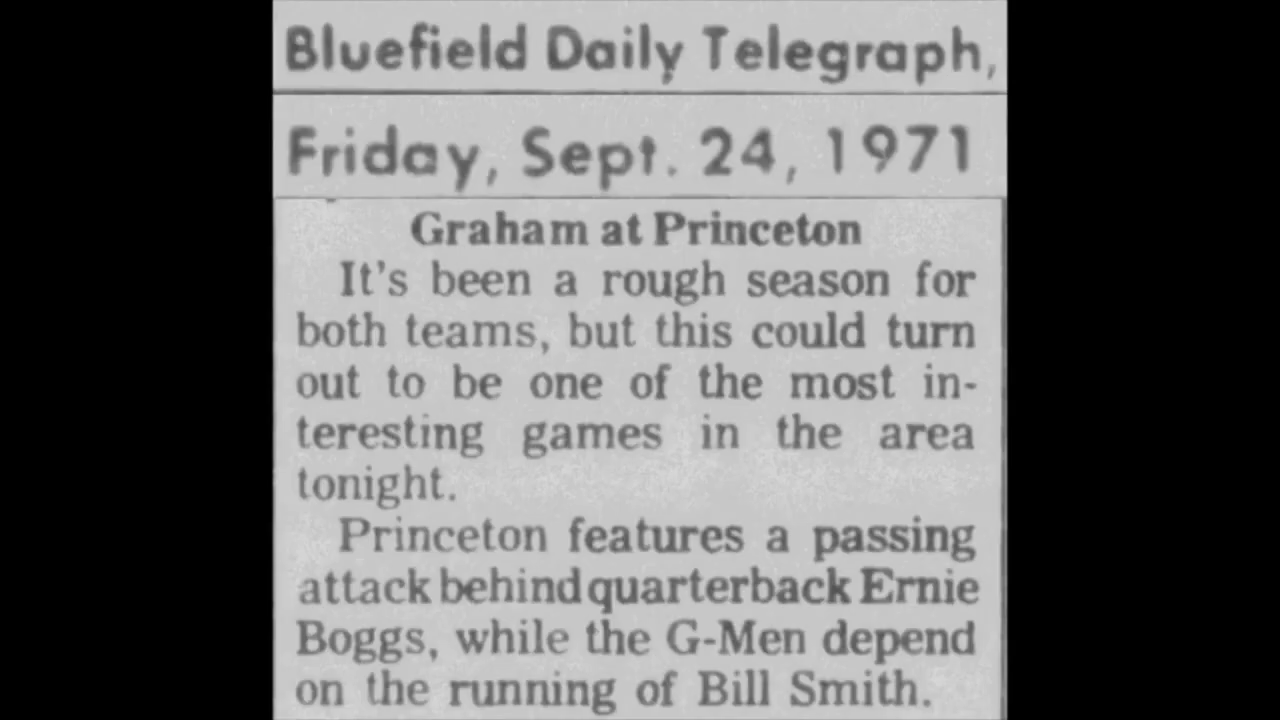 Bluefield Daily Telegraph,
Friday, Sept. 24, 1971
Graham at Princeton
It's been a rough season for
both teams, but this could turn
out to be one of the most in-
teresting games in the area
tonight.
Princeton features a passing
attack behind quarterback Ernie
Boggs, while the G-Men depend
on the running of Bill Smith.